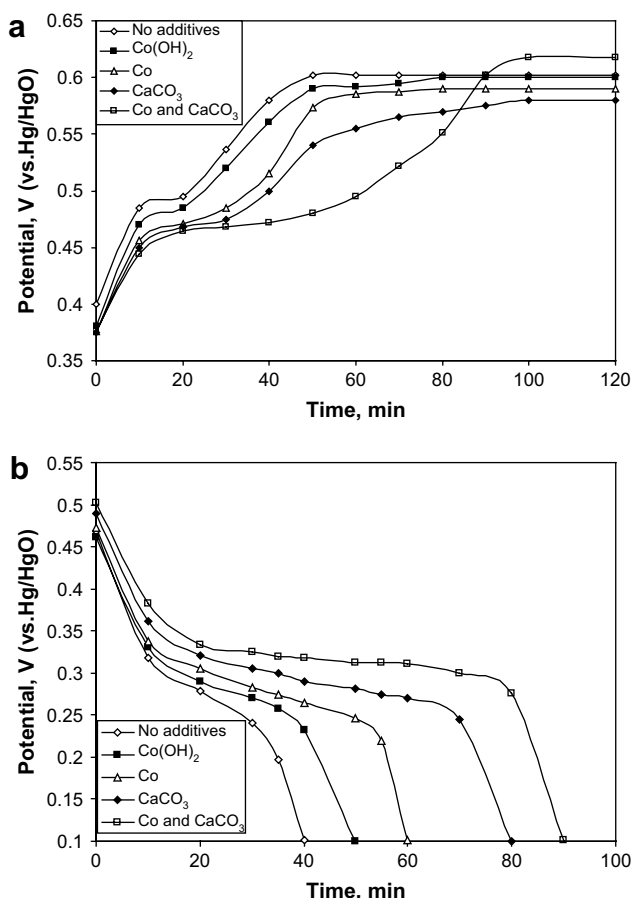 a
No additives
Co(OH)2
Co
CaCO3
Co and CaCO3
0.65
0.6
0.55
0.5
0.45
0.4
0.35
Potential, V (vs.Hg/HgO)
0 20 40 60 80 100 120
Time, min
b
0.55
0.5
0.45
0.4
0.35
0.3
0.25
0.2
0.15
0.1
Potential, V (vs.Hg/HgO)
No additives
Co(OH)2
Co
CaCO3
Co and CaCO3
0 20 40 60 80 100
Time, min